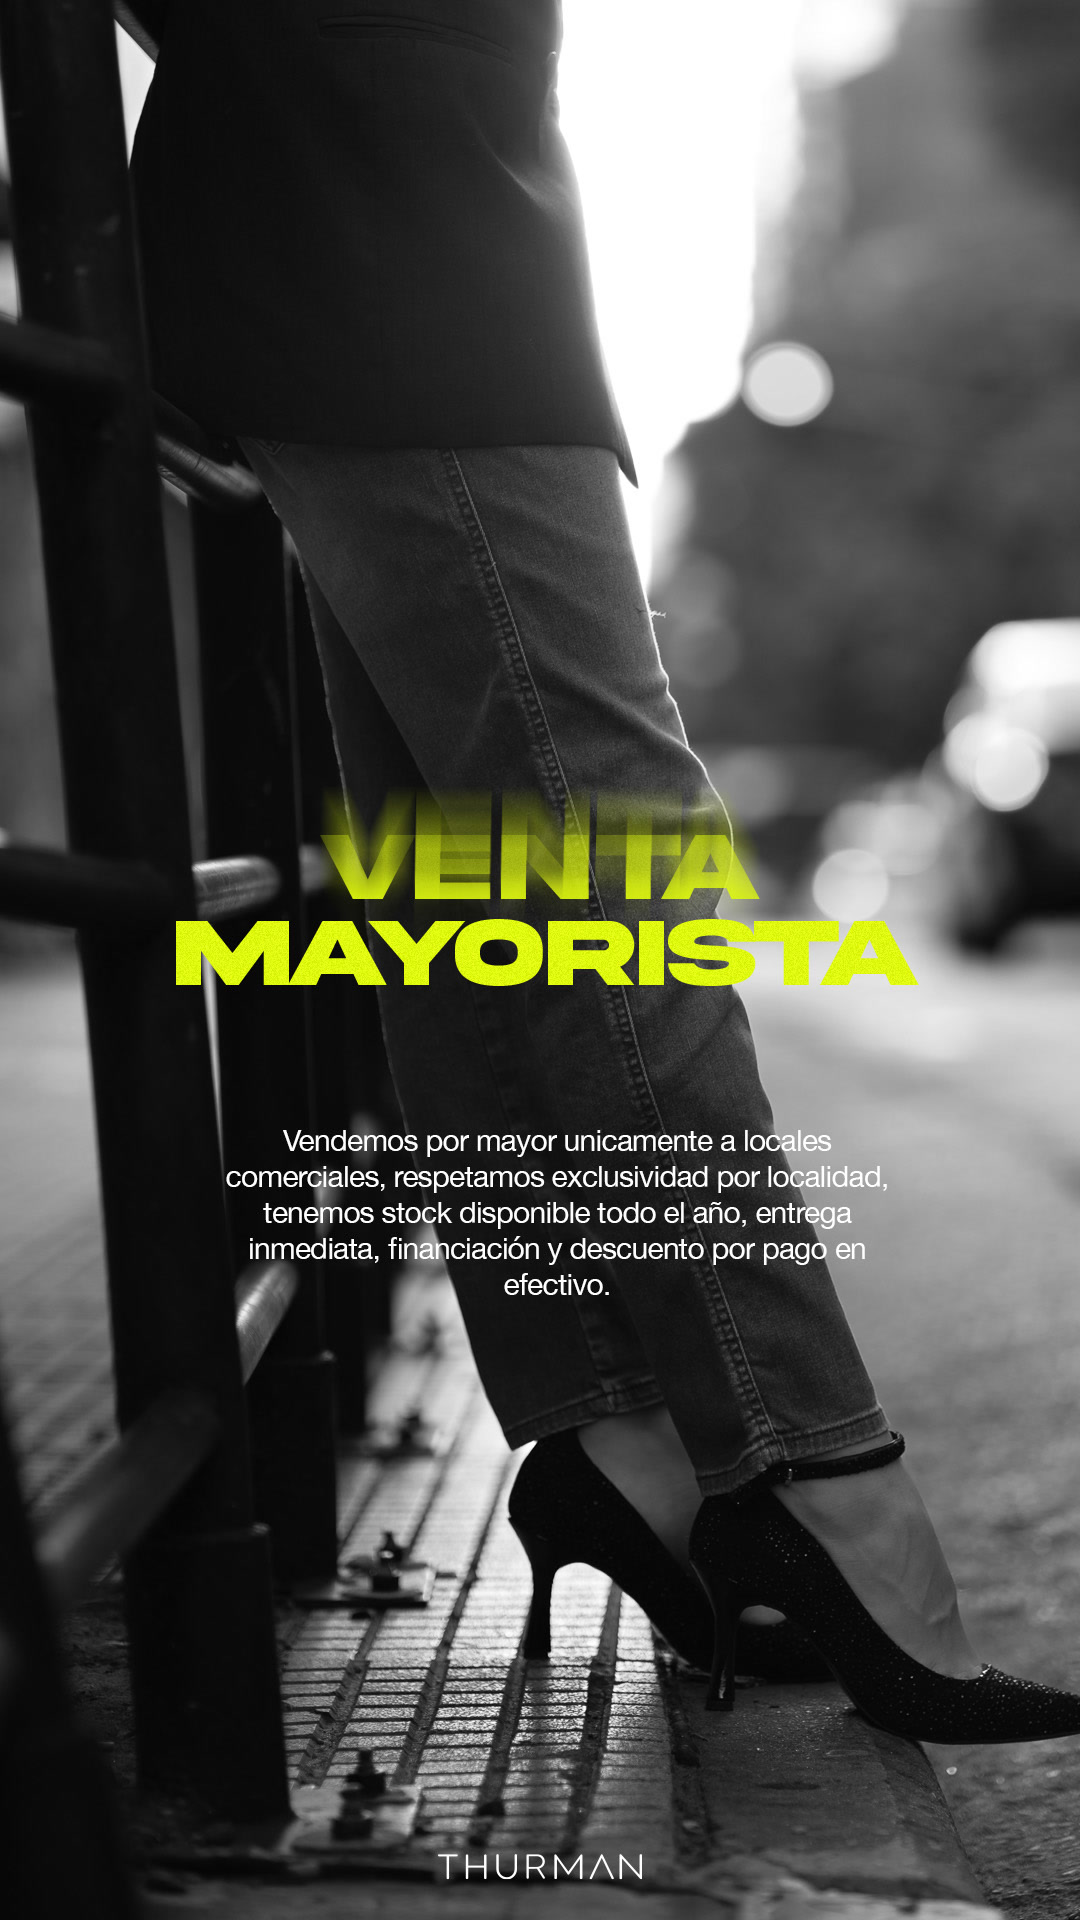 VENTA
MAYORISTA
Vendemos por mayor unicamente a locales
comerciales, respetamos exclusividad por localidad,
tenemos stock disponible todo el año, entrega
inmediata, financiación y descuento por pago en
efectivo.
THURMAN